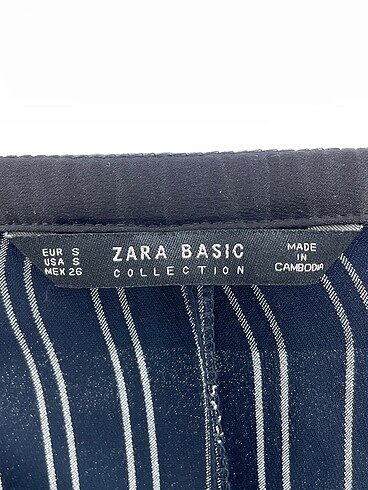 EUR S
USA S
MEX 26
ZARA BASIC
COLLECTION
MADE
IN
CAMBODIA